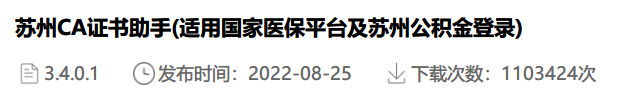 苏州CA证书助手(适用国家医保平台及苏州公积金登录)
3.4.0.1 发布时间：2022-08-25 下载次数：1103424次